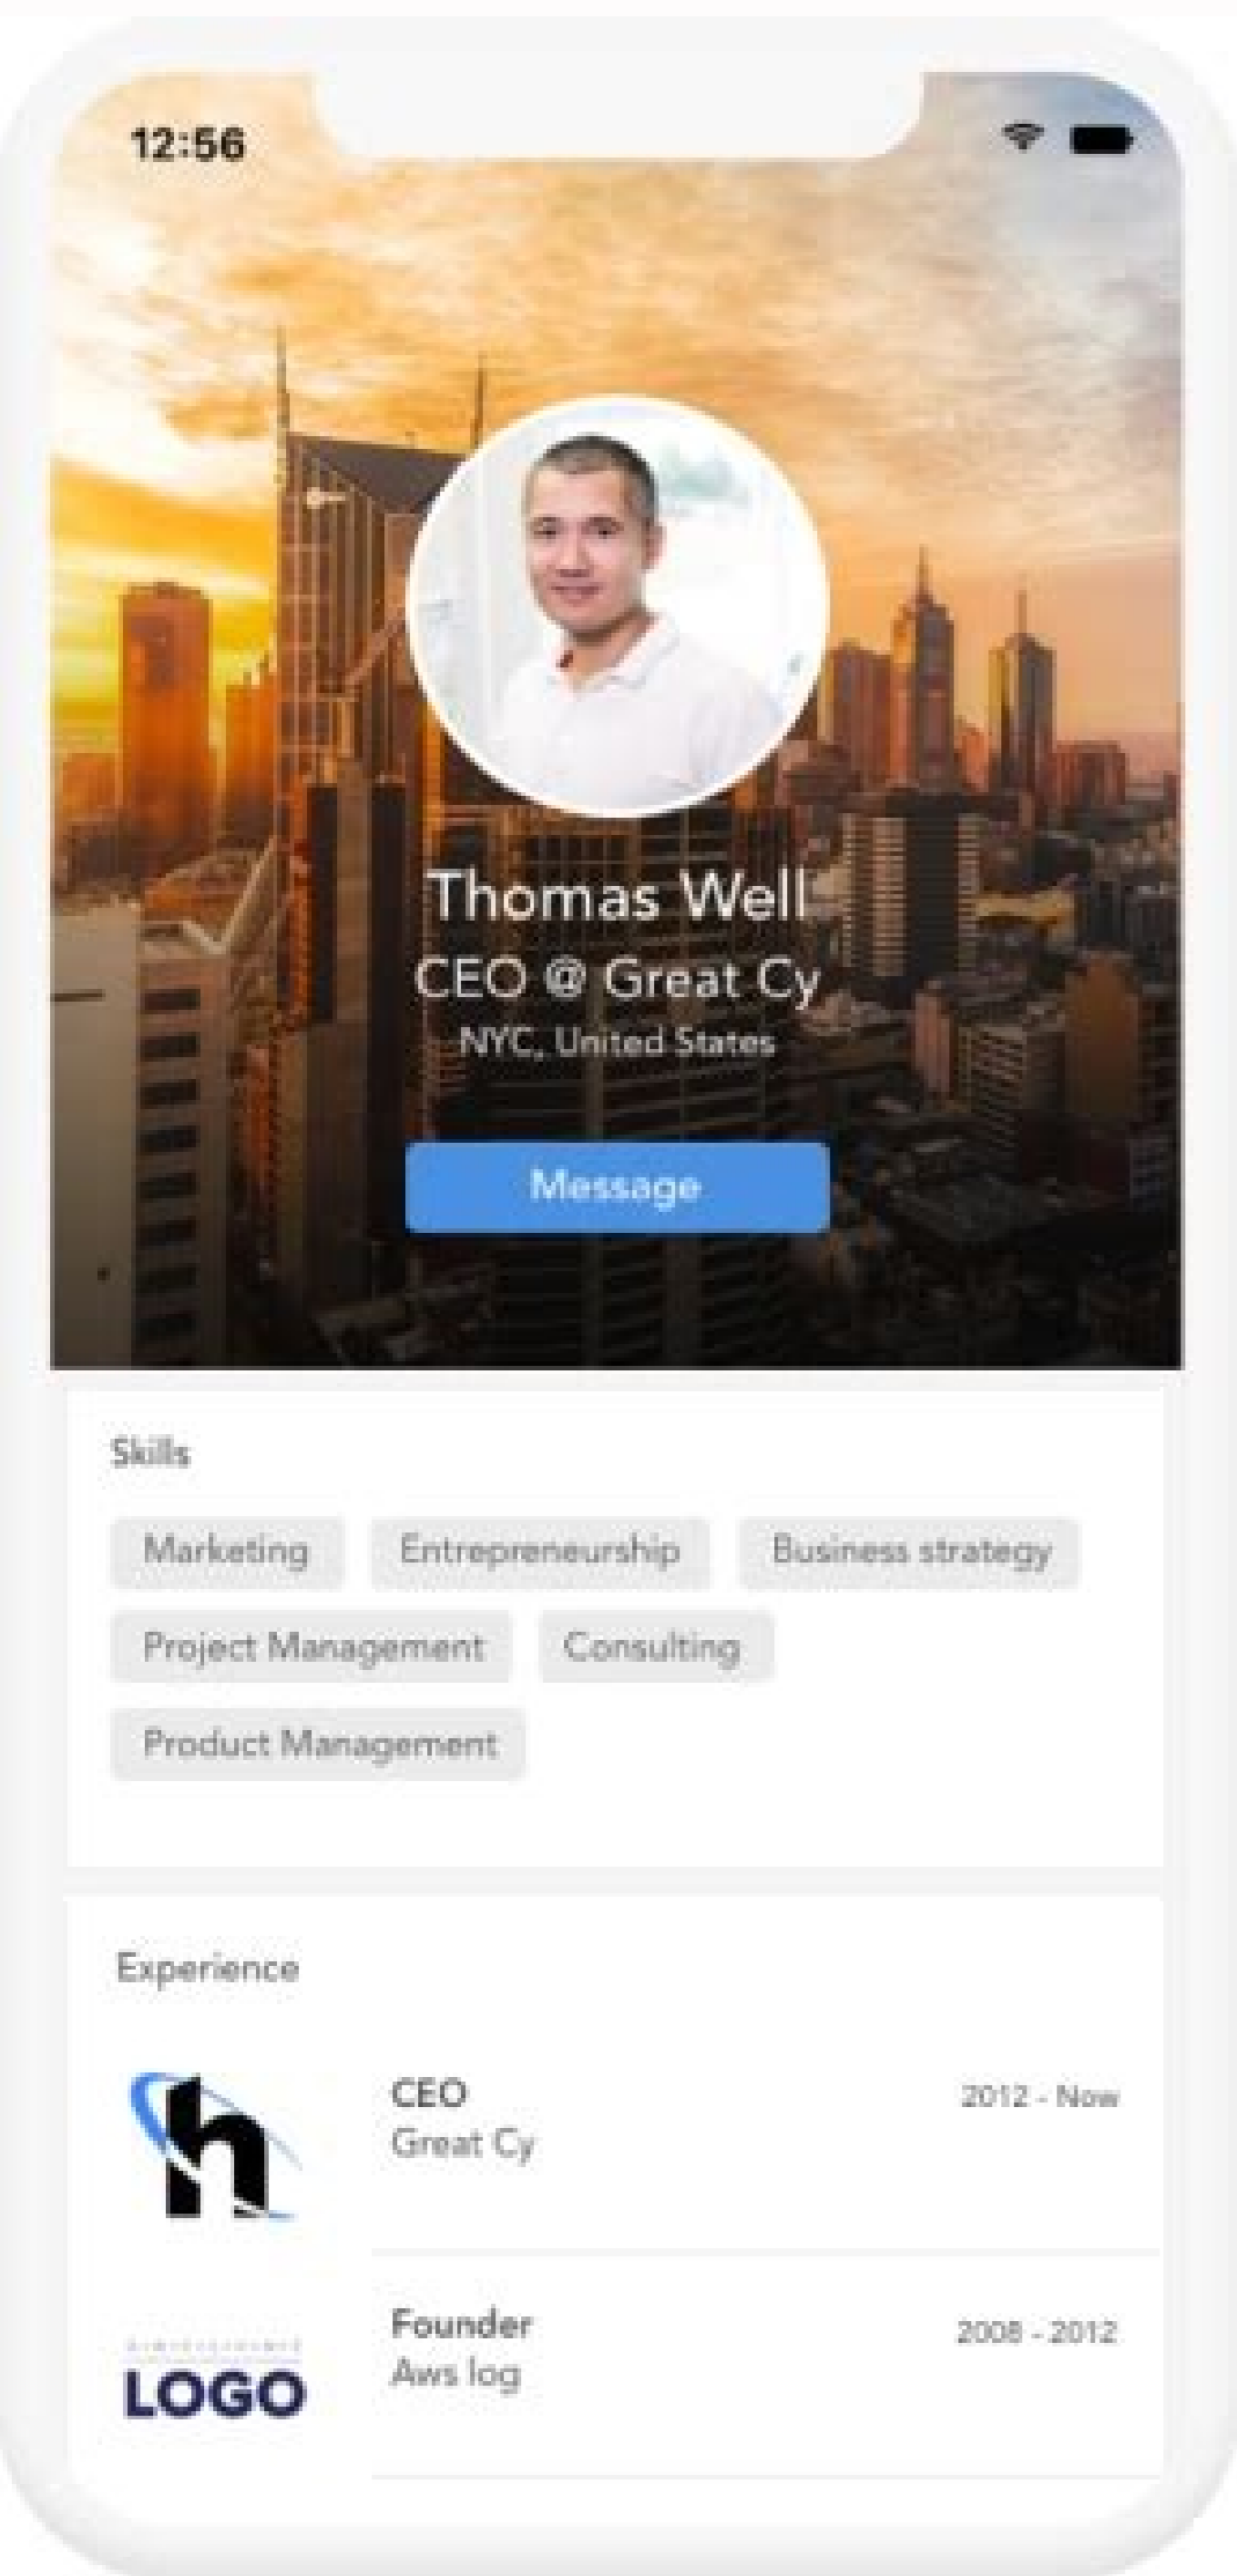 12:56
Thomas Well
CEO @ Great Cy
NYC, United States
Message
Skills
Marketing Entrepreneurship Business strategy
Project Management Consulting
Product Management
Experience
h
CEO 2012 - Now
Great Cy
Founder 2008 - 2012
Aws log
LOGO